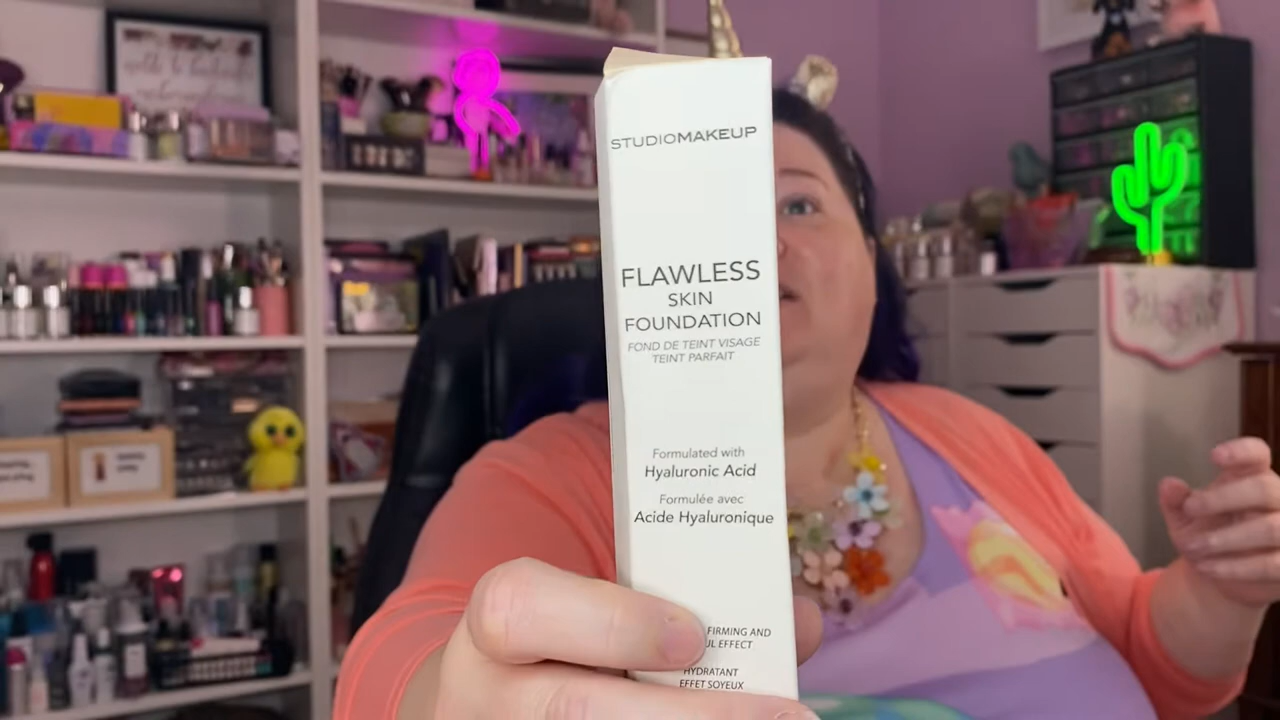 STUDIOMAKEUP
FLAWLESS
SKIN
FOUNDATION
FOND DE TEINT VISAGE
TEINT PARFAIT
Formulated with
Hyaluronic Acid
Formulée avec
Acide Hyaluronique
FIRMING AND
EFFECT
HYDRATANT
EFFET SOYEUX